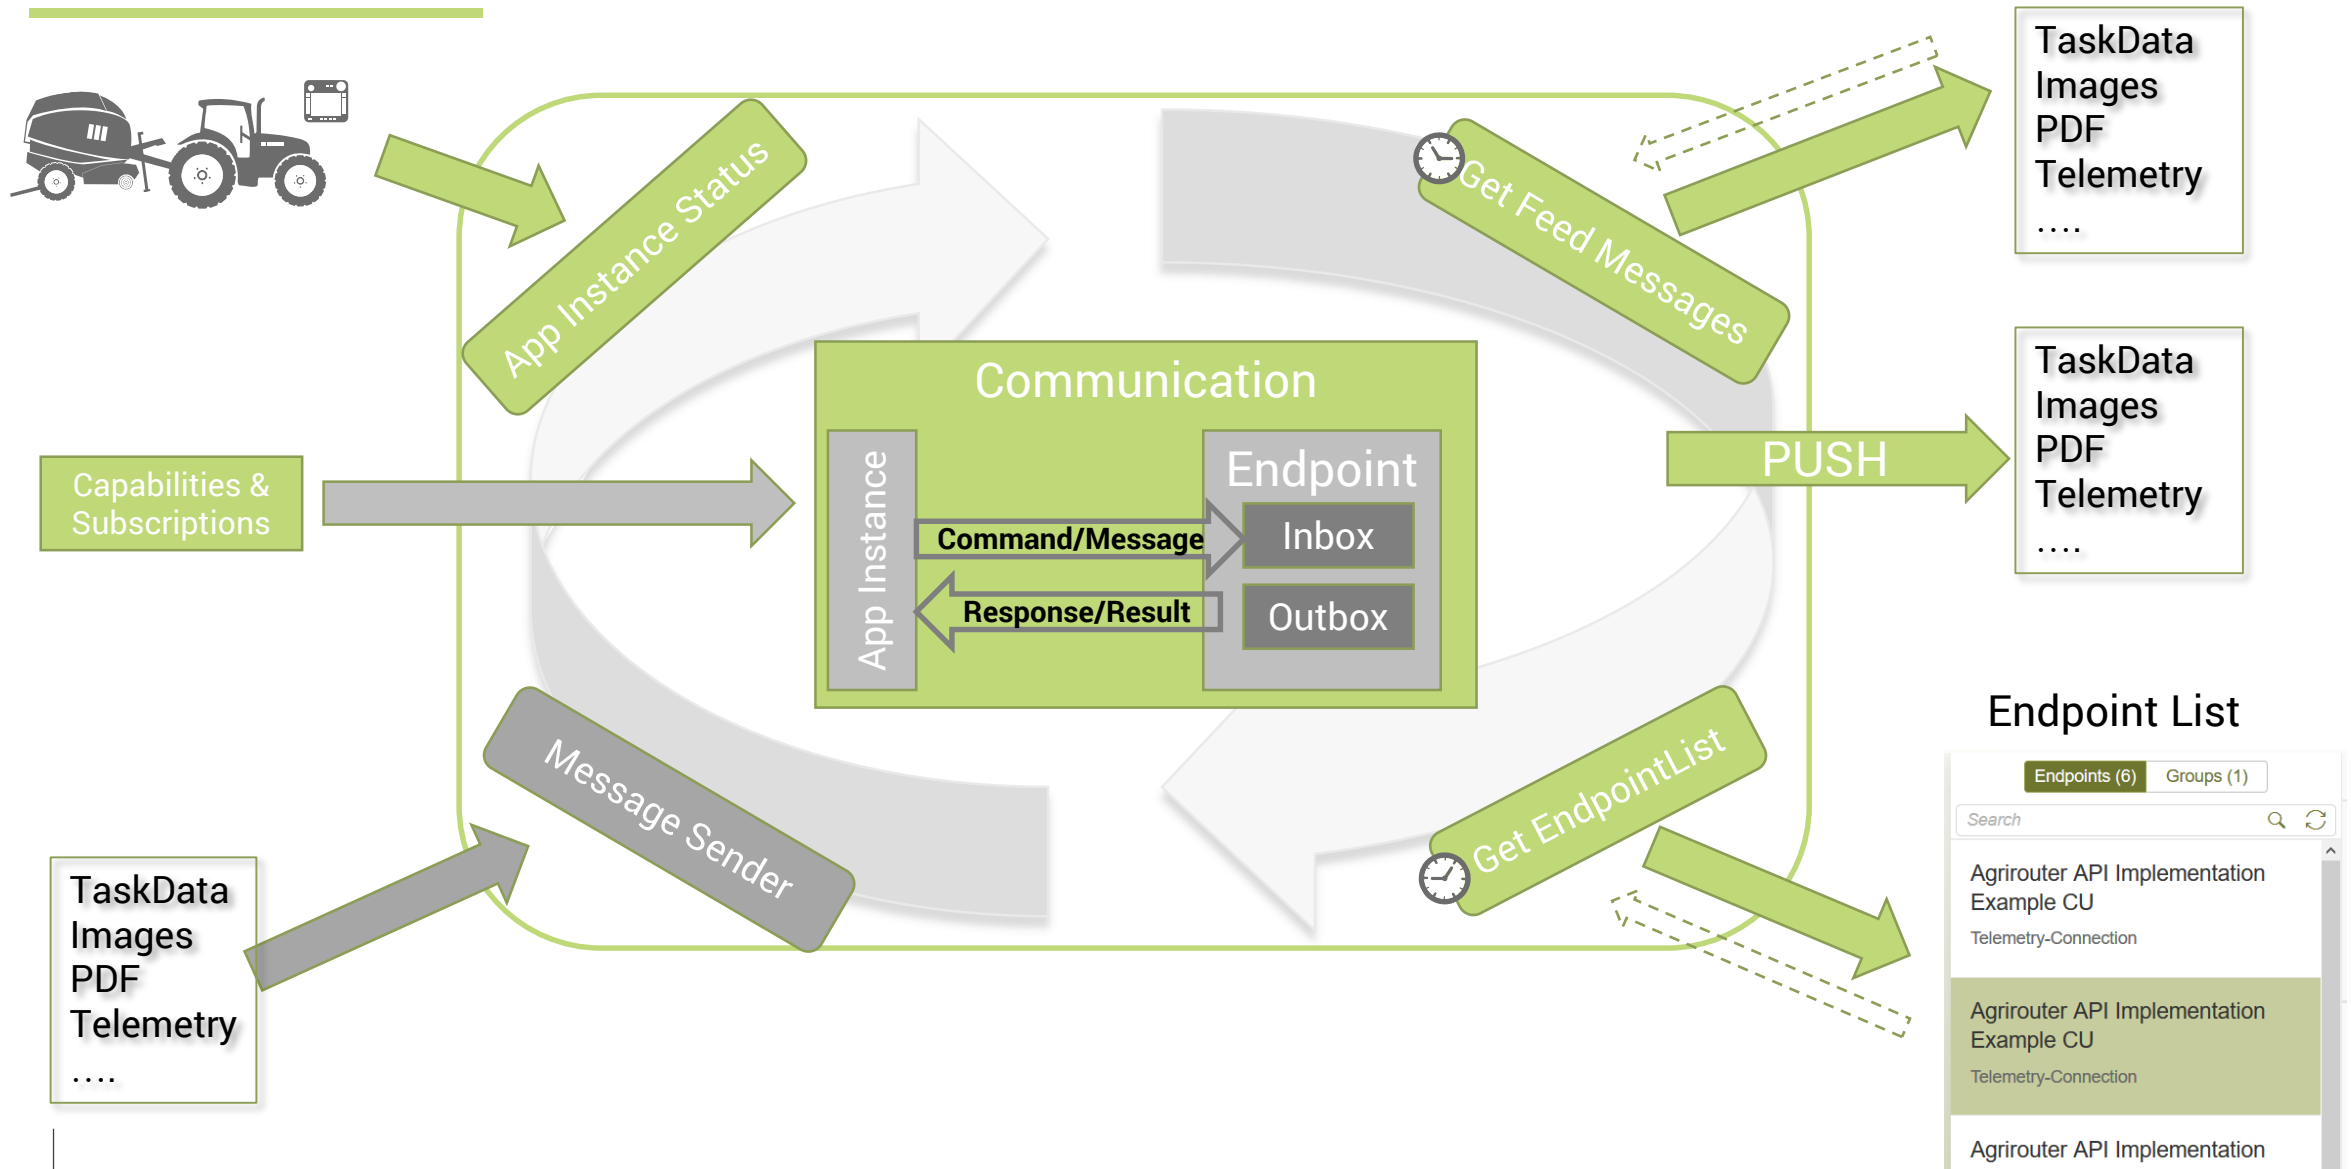 App Instance Status
Get Feed Messages
TaskData
Images
PDF
Telemetry
....
Capabilities &
Subscriptions
Communication
App Instance
Endpoint
Command/Message
Inbox
Response/Result
Outbox
PUSH
TaskData
Images
PDF
Telemetry
....
Message Sender
Get EndpointList
TaskData
Images
PDF
Telemetry
....
Endpoint List
Endpoints (6)
Groups (1)
Search
Agrirouter API Implementation
Example CU
Telemetry-Connection
Agrirouter API Implementation
Example CU
Telemetry-Connection
Agrirouter API Implementation